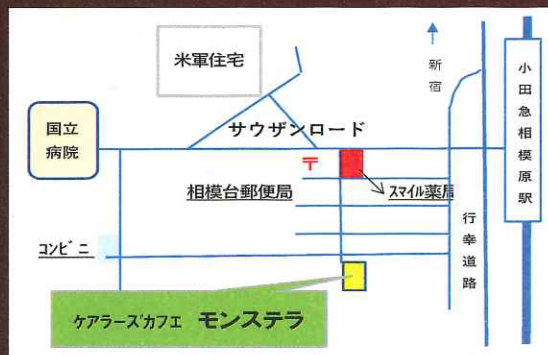 米軍住宅
新宿
小田急相模原駅
国立
病院
サウザンロード
〒
相模台郵便局
スマイル薬局
行幸道路
コンビニ
ケアラーズカフェ モンステラ